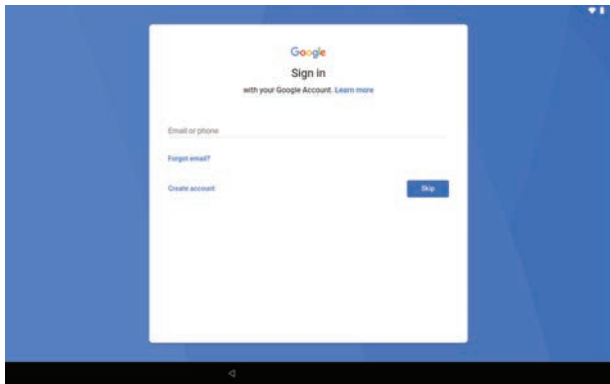 Google
Sign in
with your Google Account. Learn more
Email or phone
Forgot email?
Create account
Skip